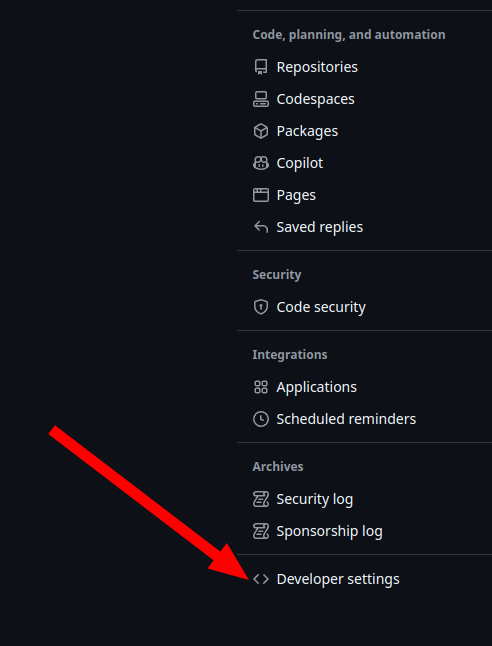 Code, planning, and automation
Repositories
Codespaces
Packages
Copilot
Pages
Saved replies
Security
Code security
Integrations
Applications
Scheduled reminders
Archives
Security log
Sponsorship log
Developer settings